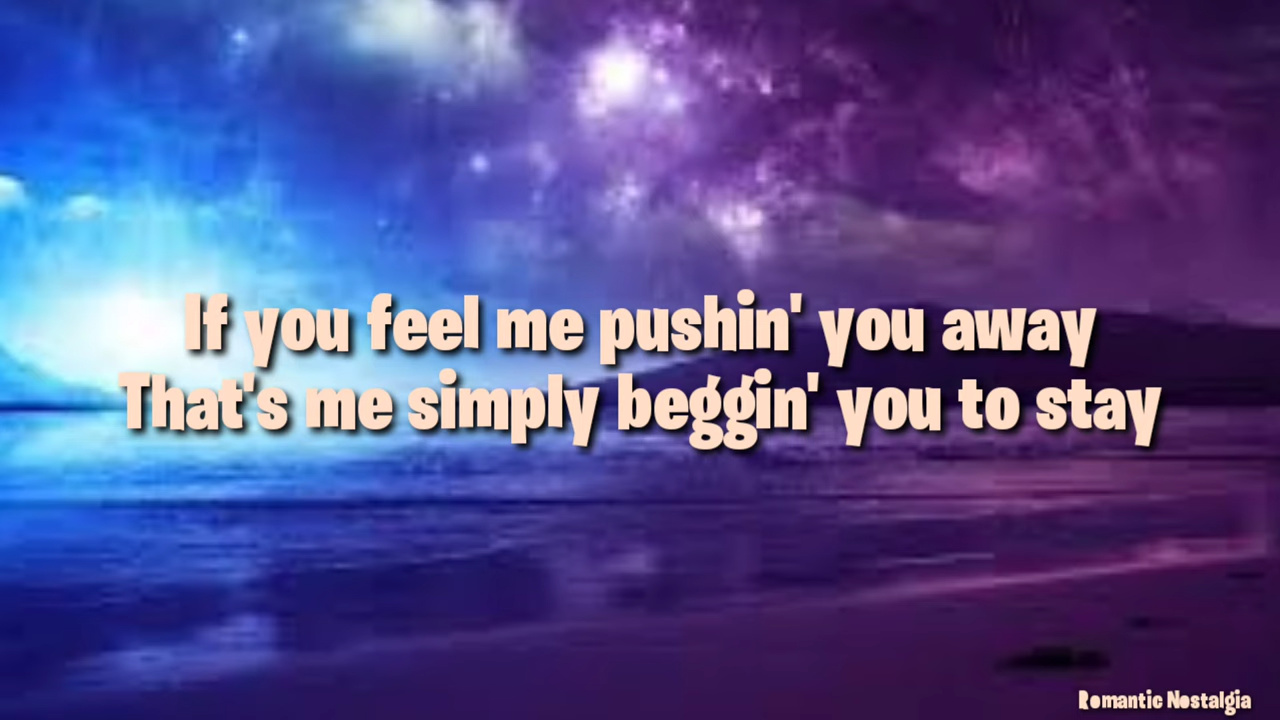 If you feel me pushin' you away
That's me simply beggin' you to stay
Romantic Nostalgia